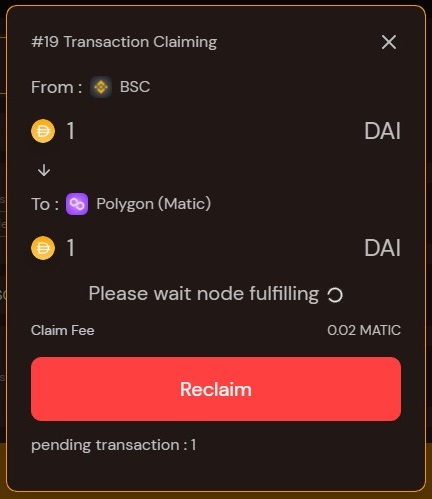 #19 Transaction Claiming
From : BSC
1 DAI
To : Polygon (Matic)
1 DAI
Please wait node fulfilling
Claim Fee 0.02 MATIC
Reclaim
pending transaction : 1